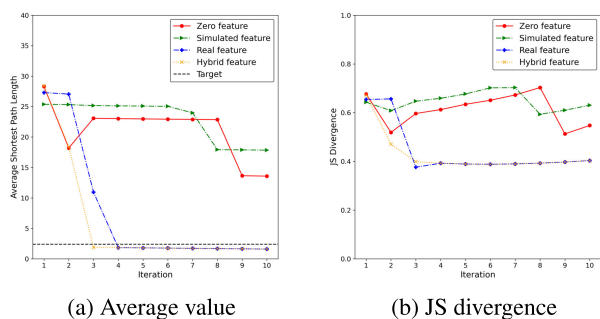 40
35
30
25
20
15
10
5
0
Average Shortest Path Length
1 2 3 4 5 6 7 8 9 10
Iteration
Zero feature
Simulated feature
Real feature
Hybrid feature
Target
(a) Average value
1.0
0.8
0.6
0.4
0.2
0.0
JS Divergence
1 2 3 4 5 6 7 8 9 10
Iteration
Zero feature
Simulated feature
Real feature
Hybrid feature
(b) JS divergence